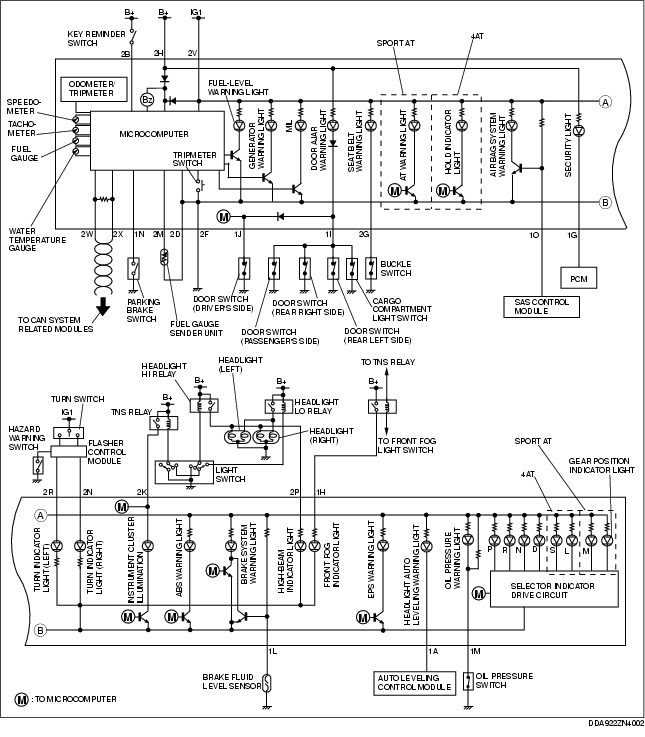 B+ B+ IG1
KEY REMINDER
SWITCH
2B 2H 2V
SPORT AT
4AT
ODOMETER/
TRIPMETER
Bz
FUEL-LEVEL
WARNING LIGHT
SPEEDO-
METER
TACHO-
METER
FUEL
GAUGE
WATER
TEMPERATURE
GAUGE
MICROCOMPUTER
TRIPMETER
SWITCH
GENERATOR
WARNING LIGHT
MIL
DOOR AJAR
WARNING LIGHT
SEAT BELT
WARNING LIGHT
AT WARNING LIGHT
HOLD INDICATOR
LIGHT
AIRBAG SYSTEM
WARNING LIGHT
SECURITY LIGHT
A
B
M M
M
2W 2X 1N 2M 2D 2F 1J 1I 2G 1O 1G
TO CAN SYSTEM
RELATED MODULES
PARKING
BRAKE
SWITCH
FUEL GAUGE
SENDER UNIT
DOOR SWITCH
(DRIVER'S SIDE)
DOOR SWITCH
(PASSENGER'S SIDE)
DOOR SWITCH
(REAR RIGHT SIDE)
DOOR SWITCH
(REAR LEFT SIDE)
CARGO
COMPARTMENT
LIGHT SWITCH
BUCKLE
SWITCH
SAS CONTROL
MODULE
PCM
HEADLIGHT
HI RELAY
HEADLIGHT
(LEFT)
TO TNS RELAY
TURN SWITCH
IG1
TNS RELAY
B+ B+ B+ B+
HEADLIGHT
LO RELAY
HEADLIGHT
(RIGHT)
TO FRONT FOG
LIGHT SWITCH
HAZARD
WARNING
SWITCH
FLASHER
CONTROL
MODULE
LIGHT
SWITCH
SPORT AT
GEAR POSITION
INDICATOR LIGHT
4AT
2R 2N 2K 2P 1H
M
A
TURN INDICATOR
LIGHT (LEFT)
TURN INDICATOR
LIGHT (RIGHT)
INSTRUMENT CLUSTER
ILLUMINATION
ABS WARNING LIGHT
BRAKE SYSTEM
WARNING LIGHT
HIGH-BEAM
INDICATOR LIGHT
FRONT FOG
INDICATOR LIGHT
EPS WARNING LIGHT
HEADLIGHT AUTO
LEVELING WARNING LIGHT
OIL PRESSURE
WARNING LIGHT
P R N D S L M
SELECTOR INDICATOR
DRIVE CIRCUIT
M M M M M
B
1L 1A 1M
BRAKE FLUID
LEVEL SENSOR
AUTO LEVELING
CONTROL MODULE
OIL PRESSURE
SWITCH
M : TO MICROCOMPUTER
DDA922ZN4002